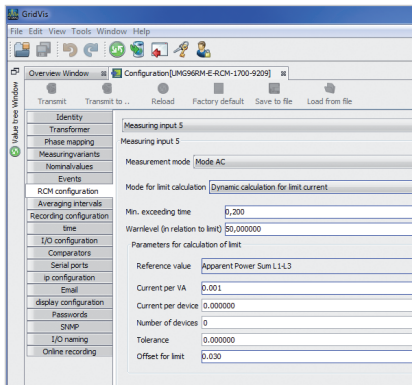 GridVis
File Edit View Tools Window Help
Overview Window Configuration[UMG96RM-E-RCM-1700-9209]
Transmit Transmit to .. Reload Factory default Save to file Load from file
Value tree Window
Identity
Transformer
Phase mapping
Measuringvariants
Nominalvalues
Events
RCM configuration
Averaging intervals
Recording configuration
time
I/O configuration
Comparators
Serial ports
ip configuration
Email
display configuration
Passwords
SNMP
I/O naming
Online recording
Measuring input 5
Measuring input 5
Measurement mode Mode AC
Mode for limit calculation Dynamic calculation for limit current
Min. exceeding time 0,200
Warnlevel (in relation to limit) 50,000000
Parameters for calculation of limit
Reference value Apparent Power Sum L1-L3
Current per VA 0.001
Current per device 0.000000
Number of devices 0
Tolerance 0.000000
Offset for limit 0.030